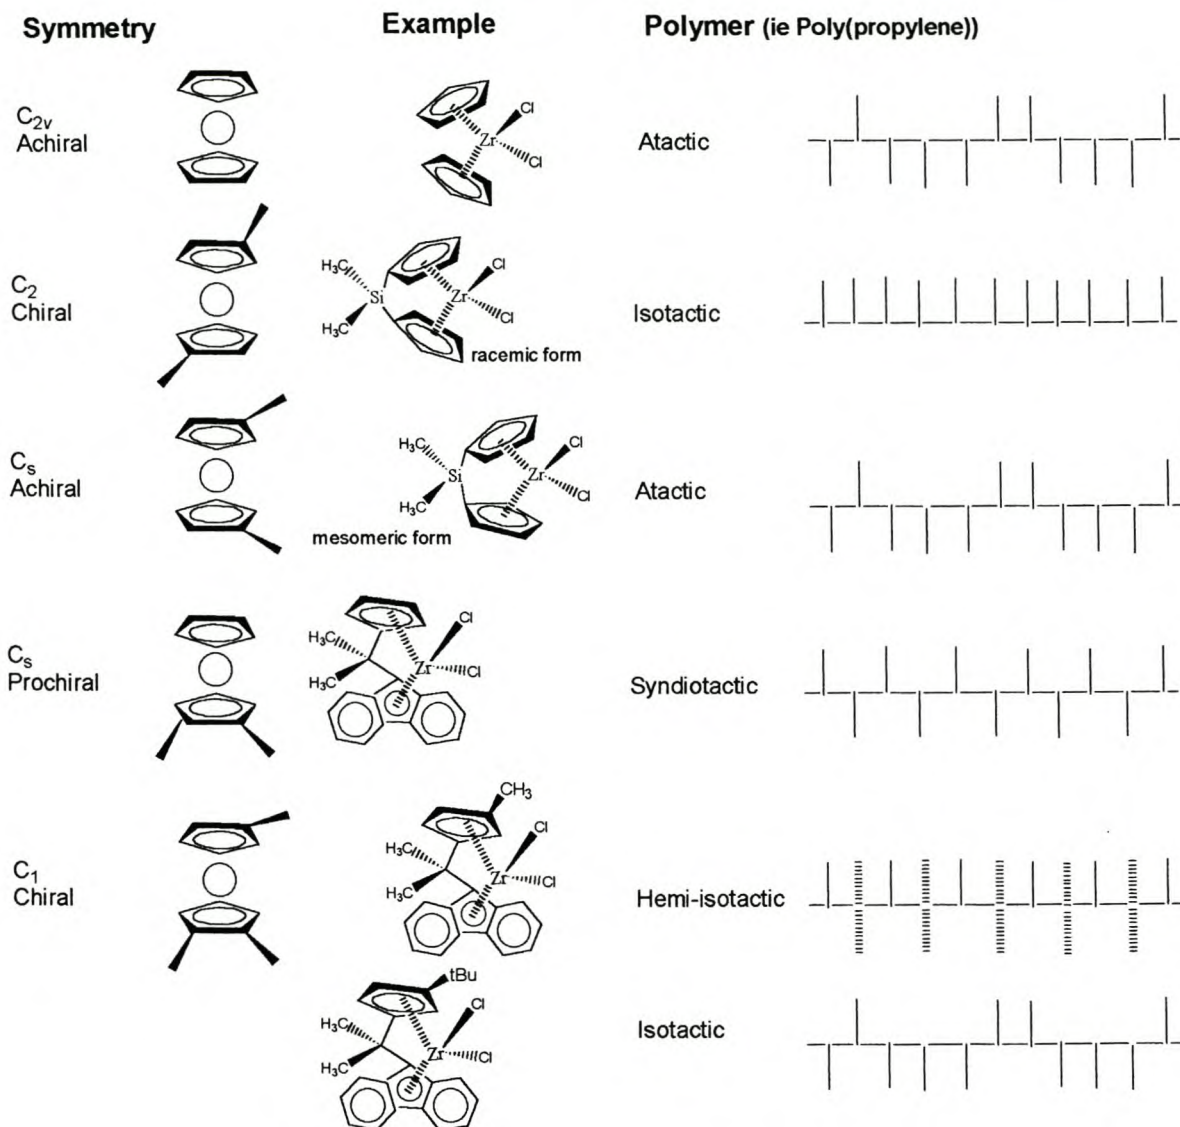 Symmetry Example Polymer (ie Poly(propylene))
C2v
Achiral
Cl
Zr
Cl
Atactic
C2
Chiral
H3C
Si
H3C
Cl
Zr
Cl
racemic form
Isotactic
Cs
Achiral
H3C
Si
H3C
Cl
Zr
Cl
mesomeric form
Atactic
Cs
Prochiral
H3C
H3C
Cl
Zr
Cl
Syndiotactic
C1
Chiral
CH3
H3C
H3C
Cl
Zr
Cl
Hemi-isotactic
tBu
H3C
H3C
Cl
Zr
Cl
Isotactic